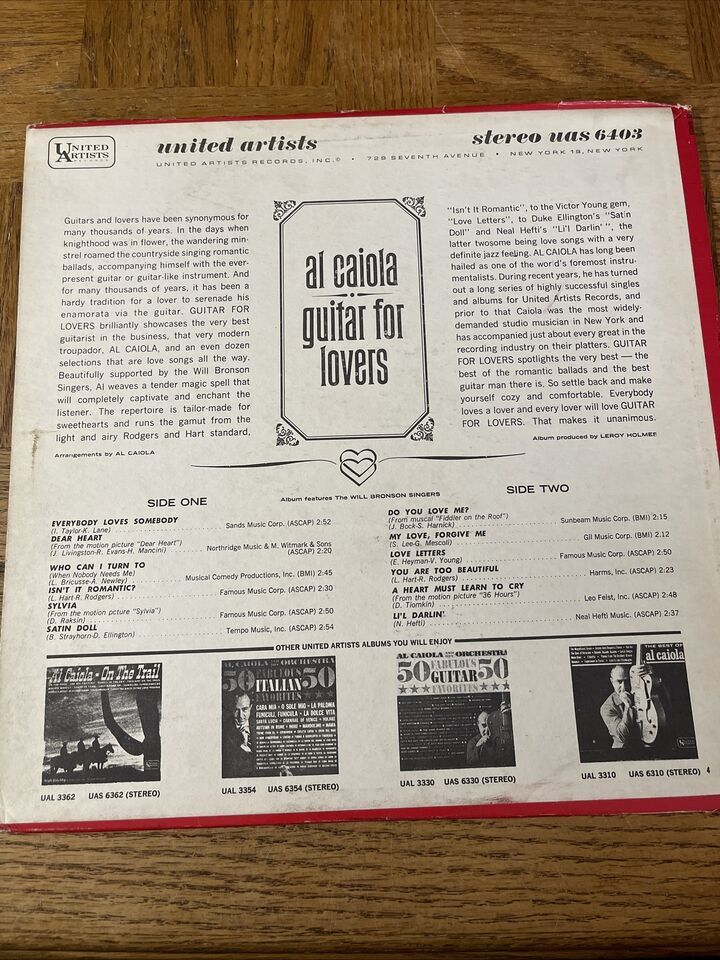 UNITED
ARTISTS
RECORDS
united artists
stereo uas 6403
UNITED ARTISTS RECORDS, INC.© • 729 SEVENTH AVENUE • NEW YORK 19, NEW YORK
Guitars and lovers have been synonymous for
many thousands of years. In the days when
knighthood was in flower, the wandering min-
strel roamed the countryside singing romantic
ballads, accompanying himself with the ever-
present guitar or guitar-like instrument. And
for many thousands of years, it has been a
hardy tradition for a lover to serenade his
enamorata via the guitar. GUITAR FOR
LOVERS brilliantly showcases the very best
guitarist in the business, that very modern
troupador, AL CAIOLA, and an even dozen
selections that are love songs all the way.
Beautifully supported by the Will Bronson
Singers, Al weaves a tender magic spell that
will completely captivate and enchant the
listener. The repertoire is tailor-made for
sweethearts and runs the gamut from the
light and airy Rodgers and Hart standard,
Arrangements by AL CAIOLA
al caiola
guitar for
lovers
"Isn't It Romantic", to the Victor Young gem,
"Love Letters", to Duke Ellington's "Satin
Doll" and Neal Hefti's "Li'l Darlin'", the
latter twosome being love songs with a very
definite jazz feeling. AL CAIOLA has long been
hailed as one of the world's foremost instru-
mentalists. During recent years, he has turned
out a long series of highly successful singles
and albums for United Artists Records, and
prior to that Caiola was the most widely-
demanded studio musician in New York and
has accompanied just about every great in the
recording industry on their platters. GUITAR
FOR LOVERS spotlights the very best — the
best of the romantic ballads and the best
guitar man there is. So settle back and make
yourself cozy and comfortable. Everybody
loves a lover and every lover will love GUITAR
FOR LOVERS. That makes it unanimous.
Album produced by LEROY HOLMES
SIDE ONE
Album features The WILL BRONSON SINGERS
SIDE TWO
EVERYBODY LOVES SOMEBODY
(I. Taylor-K. Lane) Sands Music Corp. (ASCAP) 2:52
DEAR HEART
(From the motion picture "Dear Heart") Northridge Music & M. Witmark & Sons
(J. Livingston-R. Evans-H. Mancini) (ASCAP) 2:20
WHO CAN I TURN TO
(When Nobody Needs Me) Musical Comedy Productions, Inc. (BMI) 2:45
(L. Bricusse-A. Newley)
ISN'T IT ROMANTIC?
(L. Hart-R. Rodgers) Famous Music Corp. (ASCAP) 2:30
SYLVIA
(From the motion picture "Sylvia") Famous Music Corp. (ASCAP) 2:50
(D. Raksin)
SATIN DOLL
(B. Strayhorn-D. Ellington) Tempo Music, Inc. (ASCAP) 2:54
DO YOU LOVE ME?
(From musical "Fiddler on the Roof") Sunbeam Music Corp. (BMI) 2:15
(J. Bock-S. Harnick)
MY LOVE, FORGIVE ME
(S. Lee-G. Mescoli) Gil Music Corp. (BMI) 2:12
LOVE LETTERS
(E. Heyman-V. Young) Famous Music Corp. (ASCAP) 2:50
YOU ARE TOO BEAUTIFUL
(L. Hart-R. Rodgers) Harms, Inc. (ASCAP) 2:23
A HEART MUST LEARN TO CRY
(From the motion picture "36 Hours") Leo Feist, Inc. (ASCAP) 2:48
(D. Tiomkin)
LI'L DARLIN'
(N. Hefti) Neal Hefti Music. (ASCAP) 2:37
OTHER UNITED ARTISTS ALBUMS YOU WILL ENJOY
Al Caiola • On The Trail
AL CAIOLA AND HIS ORCHESTRA
50 FABULOUS 50
ITALIAN
FAVORITES
CARA MIA • O SOLE MIO • LA PALOMA
FUNICULI, FUNICULA • LA DOLCE VITA
AL CAIOLA AND HIS ORCHESTRA
50 FABULOUS 50
GUITAR
FAVORITES
THE BEST OF
al caiola
UAL 3362 UAS 6362 (STEREO)
UAL 3354 UAS 6354 (STEREO)
UAL 3330 UAS 6330 (STEREO)
UAL 3310 UAS 6310 (STEREO)
4